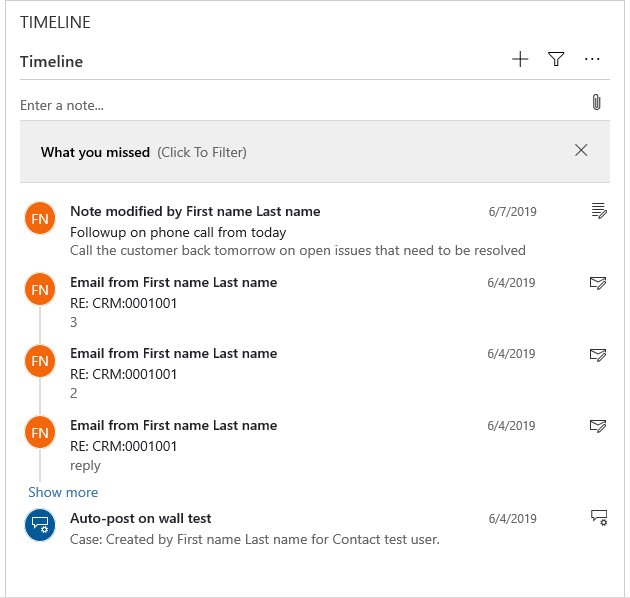 TIMELINE
Timeline
Enter a note...
What you missed (Click To Filter)
FN Note modified by First name Last name 6/7/2019
Followup on phone call from today
Call the customer back tomorrow on open issues that need to be resolved
FN Email from First name Last name 6/4/2019
RE: CRM:0001001
3
FN Email from First name Last name 6/4/2019
RE: CRM:0001001
2
FN Email from First name Last name 6/4/2019
RE: CRM:0001001
reply
Show more
Auto-post on wall test 6/4/2019
Case: Created by First name Last name for Contact test user.